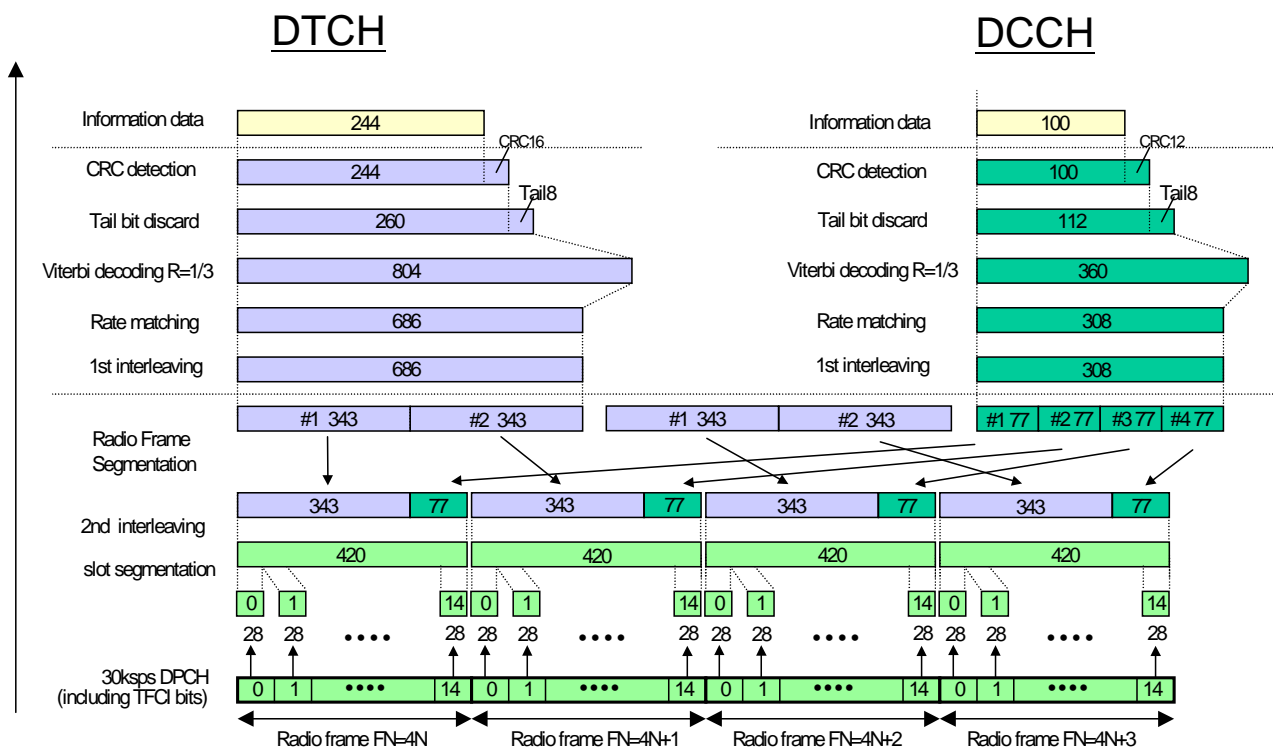 DTCH DCCH
Information data 244 Information data 100
CRC16 CRC12
CRC detection 244 CRC detection 100
Tail8 Tail8
Tail bit discard 260 Tail bit discard 112
Viterbi decoding R=1/3 804 Viterbi decoding R=1/3 360
Rate matching 686 Rate matching 308
1st interleaving 686 1st interleaving 308
#1 343 #2 343 #1 343 #2 343 #1 77 #2 77 #3 77 #4 77
Radio Frame
Segmentation
343 77 343 77 343 77 343 77
2nd interleaving
420 420 420 420
slot segmentation
0 1 14 0 1 14 0 1 14 0 1 14
28 28 •••• 28 28 28 •••• 28 28 28 •••• 28 28 28 •••• 28
30ksps DPCH
(including TFCI bits)
0 1 •••• 14 0 1 •••• 14 0 1 •••• 14 0 1 •••• 14
Radio frame FN=4N Radio frame FN=4N+1 Radio frame FN=4N+2 Radio frame FN=4N+3